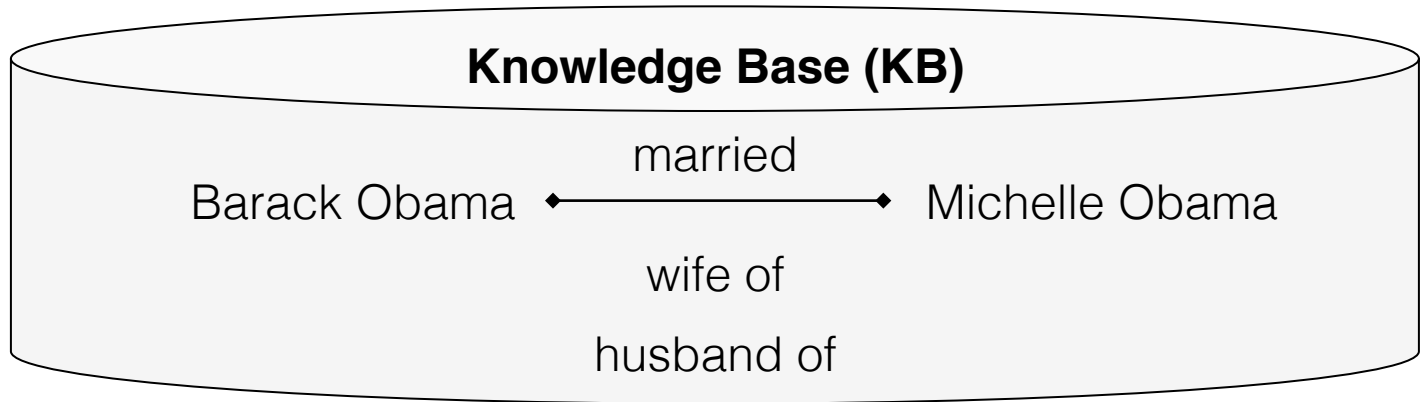 Knowledge Base (KB)
married
Barack Obama Michelle Obama
wife of
husband of